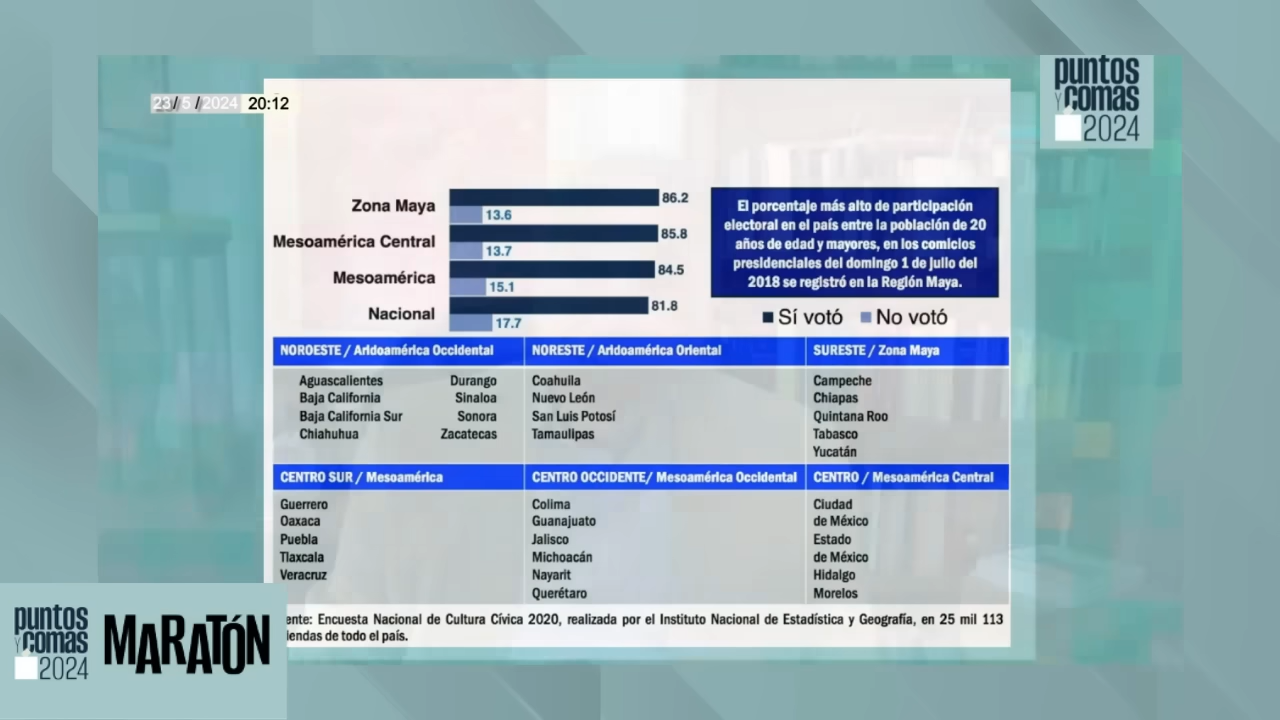 23/ 5 /2024 20:12
puntos
y comas
2024
Zona Maya 86.2
13.6
Mesoamérica Central 85.8
13.7
Mesoamérica 84.5
15.1
Nacional 81.8
17.7
El porcentaje más alto de participación
electoral en el país entre la población de 20
años de edad y mayores, en los comicios
presidenciales del domingo 1 de julio del
2018 se registró en la Región Maya.
Sí votó No votó
NOROESTE / Aridoamérica Occidental
Aguascalientes Durango
Baja California Sinaloa
Baja California Sur Sonora
Chiahuhua Zacatecas
NORESTE / Aridoamérica Oriental
Coahuila
Nuevo León
San Luis Potosí
Tamaulipas
SURESTE / Zona Maya
Campeche
Chiapas
Quintana Roo
Tabasco
Yucatán
CENTRO SUR / Mesoamérica
Guerrero
Oaxaca
Puebla
Tlaxcala
Veracruz
CENTRO OCCIDENTE/ Mesoamérica Occidental
Colima
Guanajuato
Jalisco
Michoacán
Nayarit
Querétaro
CENTRO / Mesoamérica Central
Ciudad
de México
Estado
de México
Hidalgo
Morelos
ente: Encuesta Nacional de Cultura Cívica 2020, realizada por el Instituto Nacional de Estadística y Geografía, en 25 mil 113
iendas de todo el país.
puntos
y comas
2024
MARATÓN